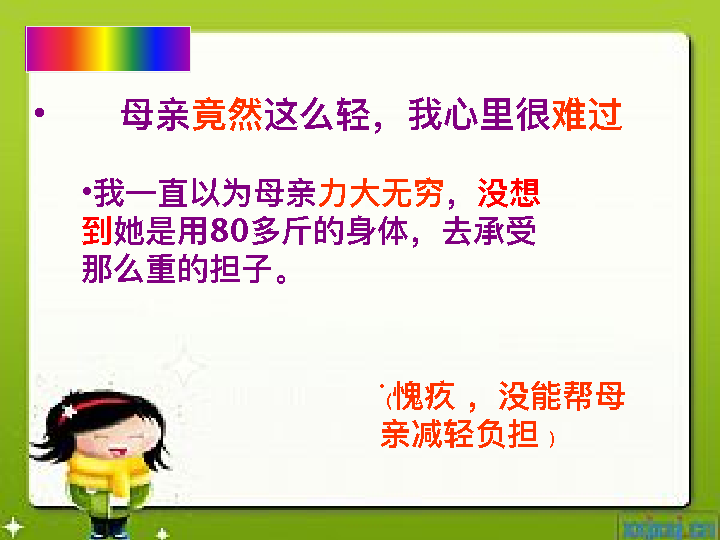 • 母亲竟然这么轻，我心里很难过
•我一直以为母亲力大无穷，没想
到她是用80多斤的身体，去承受
那么重的担子。
•（愧疚 ，没能帮母
亲减轻负担 ）